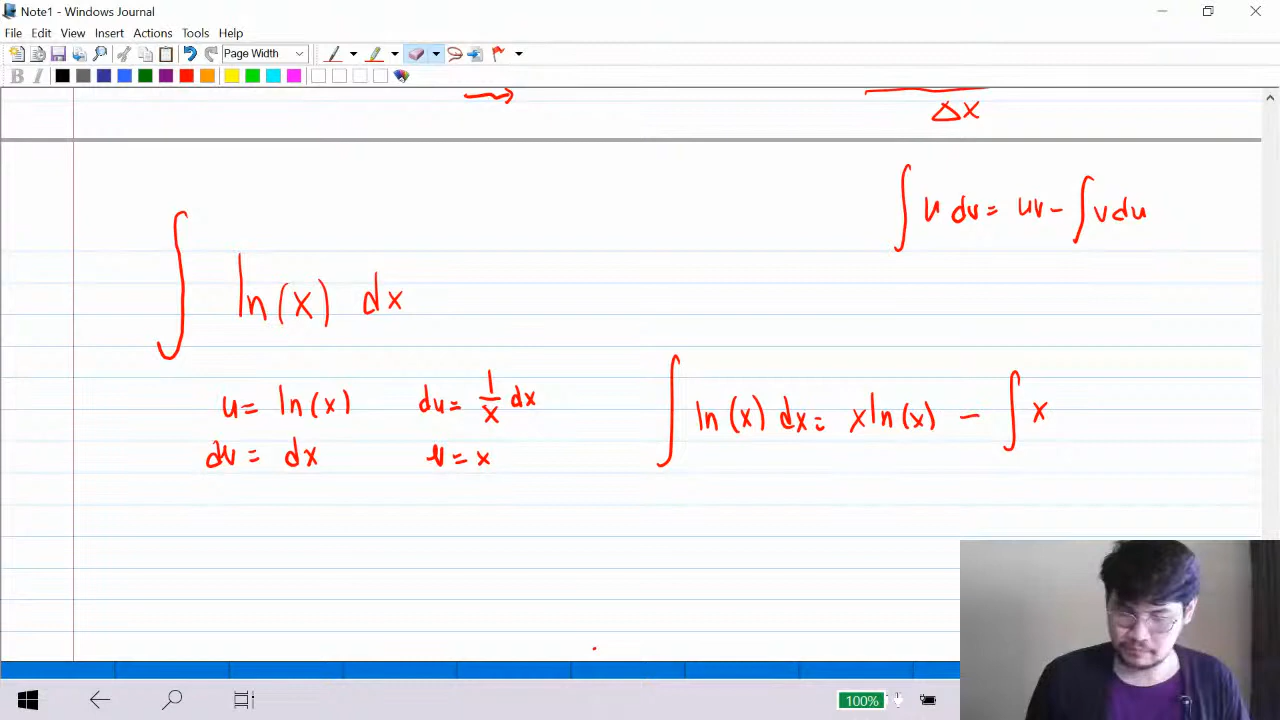 Note1 - Windows Journal
File Edit View Insert Actions Tools Help
Page Width
B I
Δx
∫ u dv = uv - ∫ v du
∫ ln(x) dx
u = ln(x) du = 1/x dx
∫ ln(x) dx = x ln(x) - ∫ x
dv = dx v = x
100%